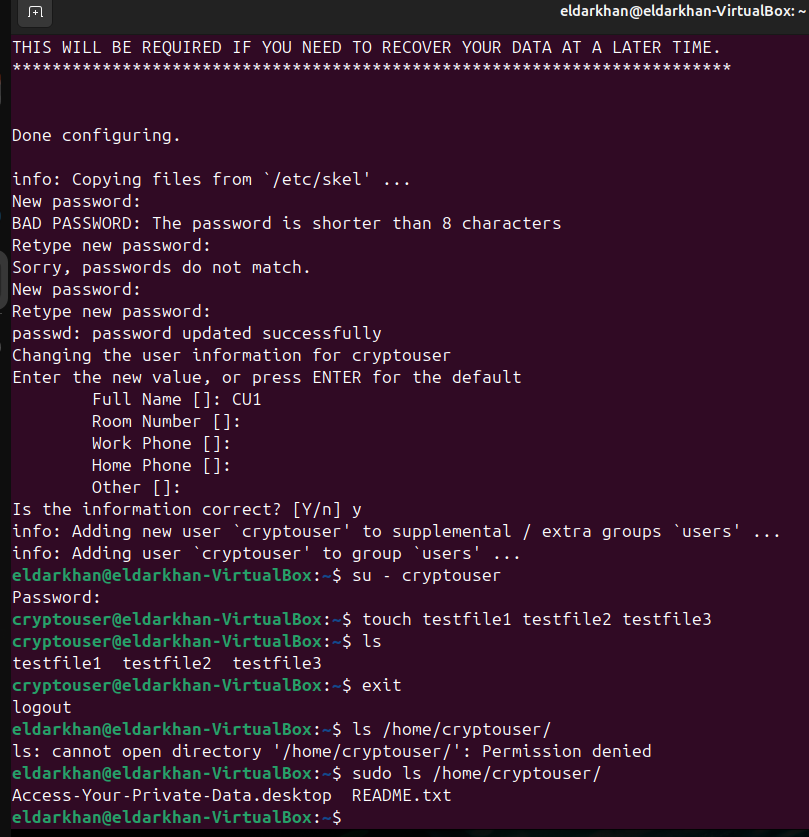 eldarkhan@eldarkhan-VirtualBox: ~
THIS WILL BE REQUIRED IF YOU NEED TO RECOVER YOUR DATA AT A LATER TIME.
************************************************************************
Done configuring.
info: Copying files from `/etc/skel' ...
New password:
BAD PASSWORD: The password is shorter than 8 characters
Retype new password:
Sorry, passwords do not match.
New password:
Retype new password:
passwd: password updated successfully
Changing the user information for cryptouser
Enter the new value, or press ENTER for the default
        Full Name []: CU1
        Room Number []:
        Work Phone []:
        Home Phone []:
        Other []:
Is the information correct? [Y/n] y
info: Adding new user `cryptouser' to supplemental / extra groups `users' ...
info: Adding user `cryptouser' to group `users' ...
eldarkhan@eldarkhan-VirtualBox:~$ su - cryptouser
Password:
cryptouser@eldarkhan-VirtualBox:~$ touch testfile1 testfile2 testfile3
cryptouser@eldarkhan-VirtualBox:~$ ls
testfile1  testfile2  testfile3
cryptouser@eldarkhan-VirtualBox:~$ exit
logout
eldarkhan@eldarkhan-VirtualBox:~$ ls /home/cryptouser/
ls: cannot open directory '/home/cryptouser/': Permission denied
eldarkhan@eldarkhan-VirtualBox:~$ sudo ls /home/cryptouser/
Access-Your-Private-Data.desktop  README.txt
eldarkhan@eldarkhan-VirtualBox:~$